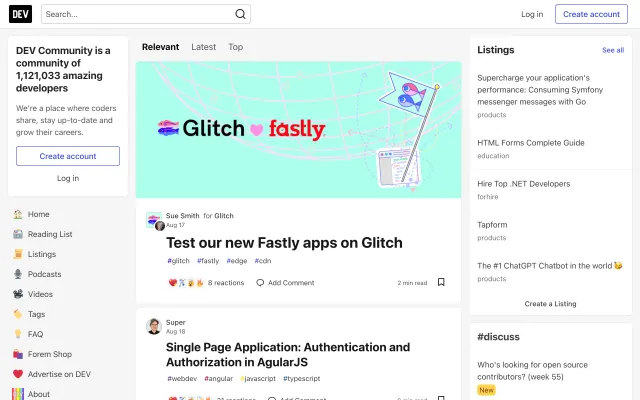 DEV
Search...
Log in
Create account
DEV Community is a
community of
1,121,033 amazing
developers
We're a place where coders
share, stay up-to-date and
grow their careers.
Create account
Log in
Home
Reading List
Listings
Podcasts
Videos
Tags
FAQ
Forem Shop
Advertise on DEV
About
Relevant
Latest
Top
Glitch
fastly
Sue Smith for Glitch
Aug 17
Test our new Fastly apps on Glitch
#glitch #fastly #edge #cdn
8 reactions
Add Comment
2 min read
Super
Aug 18
Single Page Application: Authentication and
Authorization in AgularJS
#webdev #angular #javascript #typescript
Listings
See all
Supercharge your application's
performance: Consuming Symfony
messenger messages with Go
products
HTML Forms Complete Guide
education
Hire Top .NET Developers
forhire
Tapform
products
The #1 ChatGPT Chatbot in the world
products
Create a Listing
#discuss
Who's looking for open source
contributors? (week 55)
New